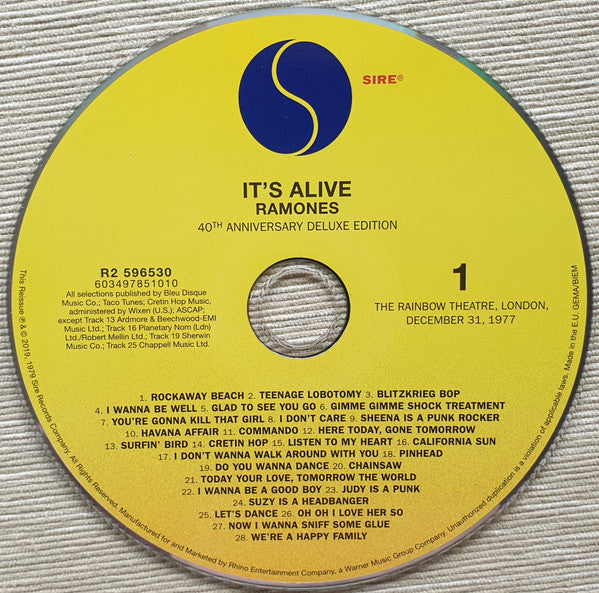 SIRE®
IT'S ALIVE
RAMONES
40TH ANNIVERSARY DELUXE EDITION
R2 596530
603497851010
All selections published by Bleu Disque
Music Co.; Taco Tunes; Cretin Hop Music,
administered by Wixen (U.S.); ASCAP;
except Track 13 Ardmore & Beechwood-EMI
Music Ltd.; Track 16 Planetary Nom (Ldn)
Ltd./Robert Mellin Ltd.; Track 19 Sherwin
Music Co.; Track 25 Chappell Music Ltd.
1
THE RAINBOW THEATRE, LONDON,
DECEMBER 31, 1977
1. ROCKAWAY BEACH 2. TEENAGE LOBOTOMY 3. BLITZKRIEG BOP
4. I WANNA BE WELL 5. GLAD TO SEE YOU GO 6. GIMME GIMME SHOCK TREATMENT
7. YOU'RE GONNA KILL THAT GIRL 8. I DON'T CARE 9. SHEENA IS A PUNK ROCKER
10. HAVANA AFFAIR 11. COMMANDO 12. HERE TODAY, GONE TOMORROW
13. SURFIN' BIRD 14. CRETIN HOP 15. LISTEN TO MY HEART 16. CALIFORNIA SUN
17. I DON'T WANNA WALK AROUND WITH YOU 18. PINHEAD
19. DO YOU WANNA DANCE 20. CHAINSAW
21. TODAY YOUR LOVE, TOMORROW THE WORLD
22. I WANNA BE A GOOD BOY 23. JUDY IS A PUNK
24. SUZY IS A HEADBANGER
25. LET'S DANCE 26. OH OH I LOVE HER SO
27. NOW I WANNA SNIFF SOME GLUE
28. WE'RE A HAPPY FAMILY
This Reissue ℗ & © 2019, 1979 Sire Records Company. All Rights Reserved. Manufactured for and Marketed by Rhino Entertainment Company, a Warner Music Group Company. Unauthorized duplication is a violation of applicable laws. Made in the E.U. GEMA/BIEM